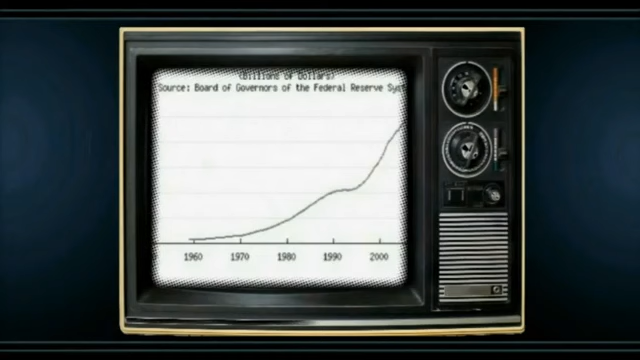 (Billions of Dollars)
Source: Board of Governors of the Federal Reserve Sys
1960 1970 1980 1990 2000